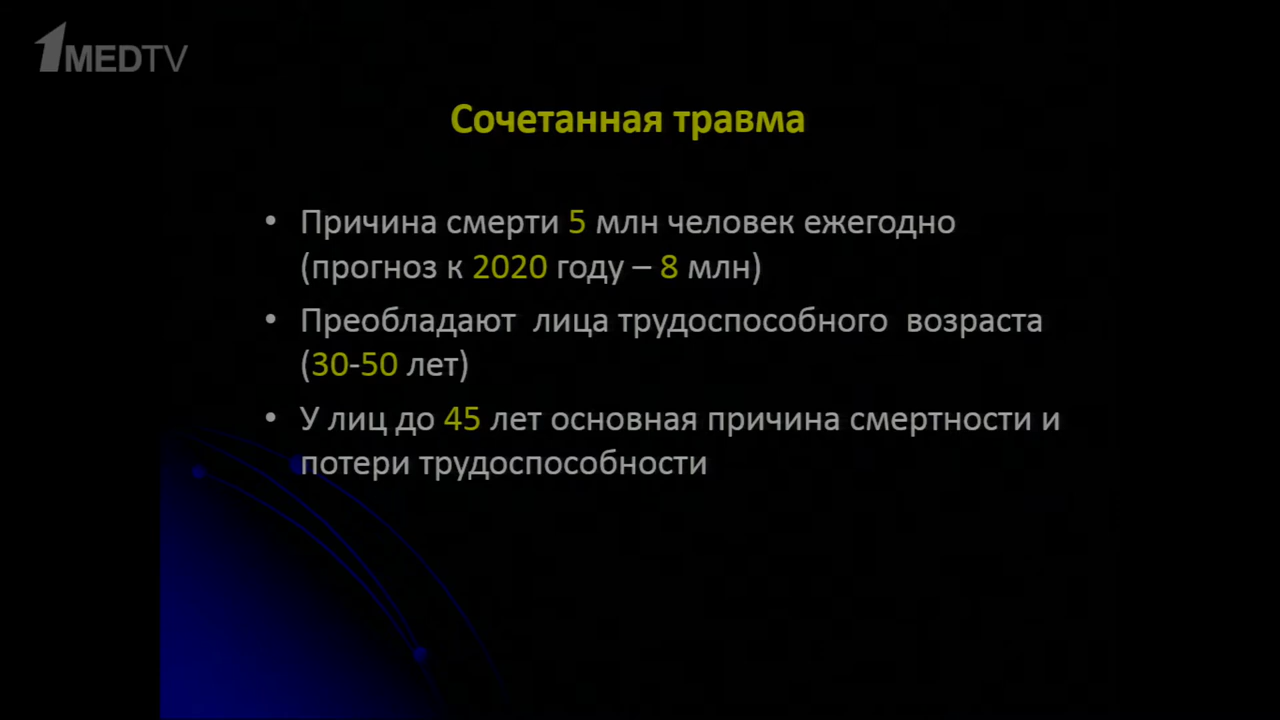 1MEDTV
Сочетанная травма
• Причина смерти 5 млн человек ежегодно
(прогноз к 2020 году – 8 млн)
• Преобладают лица трудоспособного возраста
(30-50 лет)
• У лиц до 45 лет основная причина смертности и
потери трудоспособности